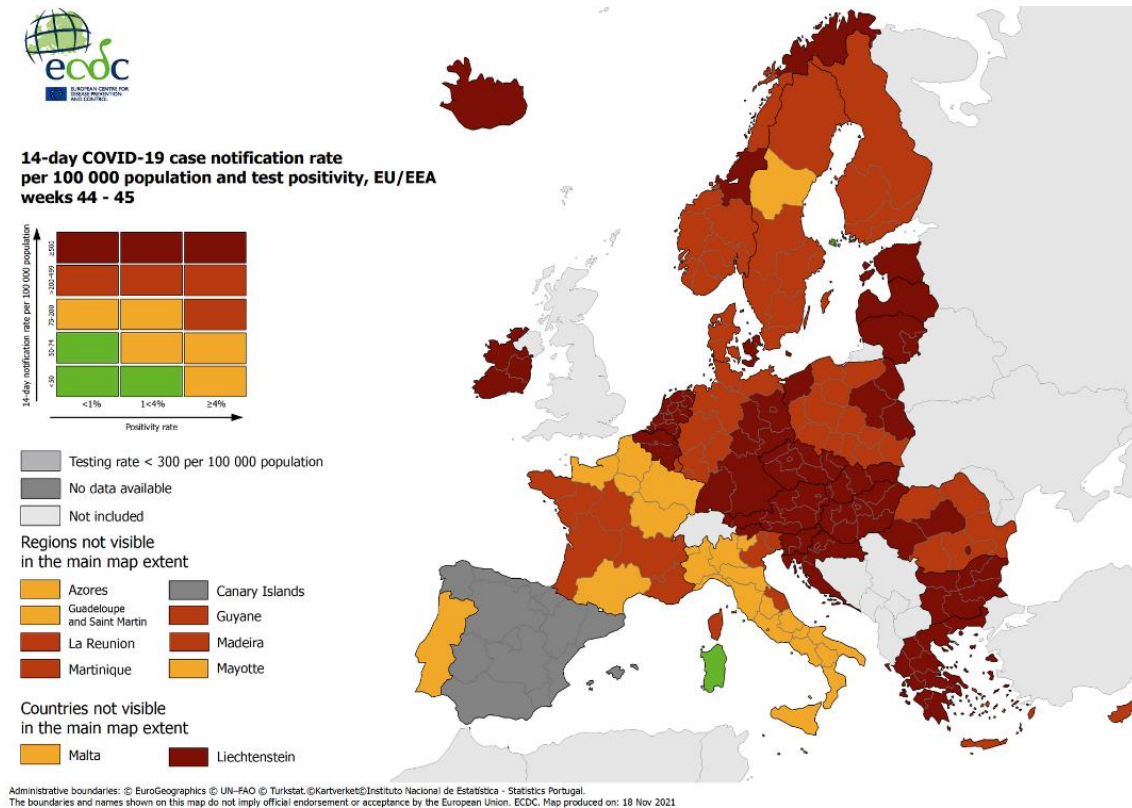 ecdc
EUROPEAN CENTRE FOR
DISEASE PREVENTION
AND CONTROL
14-day COVID-19 case notification rate
per 100 000 population and test positivity, EU/EEA
weeks 44 - 45
14-day notification rate per 100 000 population
≥500
>200-499
75-200
50-74
<50
<1%
1<4%
≥4%
Positivity rate
Testing rate < 300 per 100 000 population
No data available
Not included
Regions not visible
in the main map extent
Azores
Canary Islands
Guadeloupe
and Saint Martin
Guyane
La Reunion
Madeira
Martinique
Mayotte
Countries not visible
in the main map extent
Malta
Liechtenstein
Administrative boundaries: © EuroGeographics © UN–FAO © Turkstat.©Kartverket©Instituto Nacional de Estatística - Statistics Portugal.
The boundaries and names shown on this map do not imply official endorsement or acceptance by the European Union. ECDC. Map produced on: 18 Nov 2021